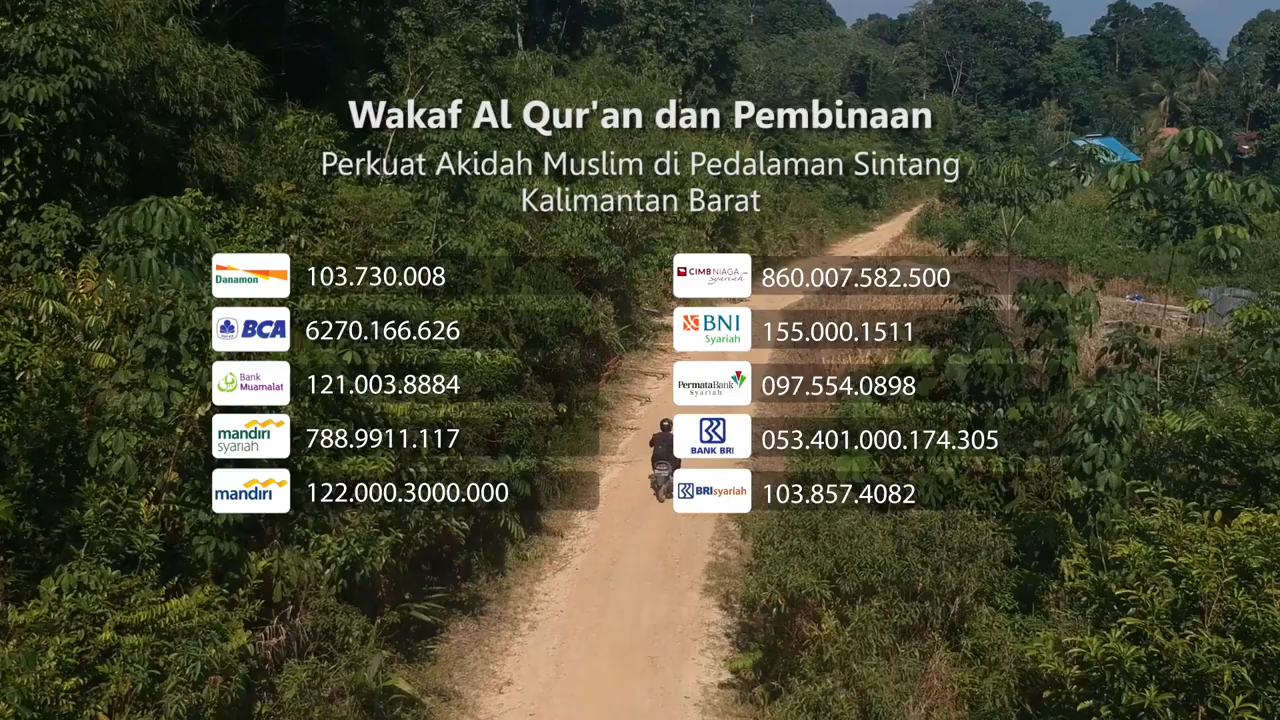 Wakaf Al Qur'an dan Pembinaan
Perkuat Akidah Muslim di Pedalaman Sintang
Kalimantan Barat
Danamon 103.730.008
BCA 6270.166.626
Bank Muamalat 121.003.8884
mandiri syariah 788.9911.117
mandiri 122.000.3000.000
CIMB NIAGA Syariah 860.007.582.500
BNI Syariah 155.000.1511
PermataBank Syariah 097.554.0898
BANK BRI 053.401.000.174.305
BRIsyariah 103.857.4082